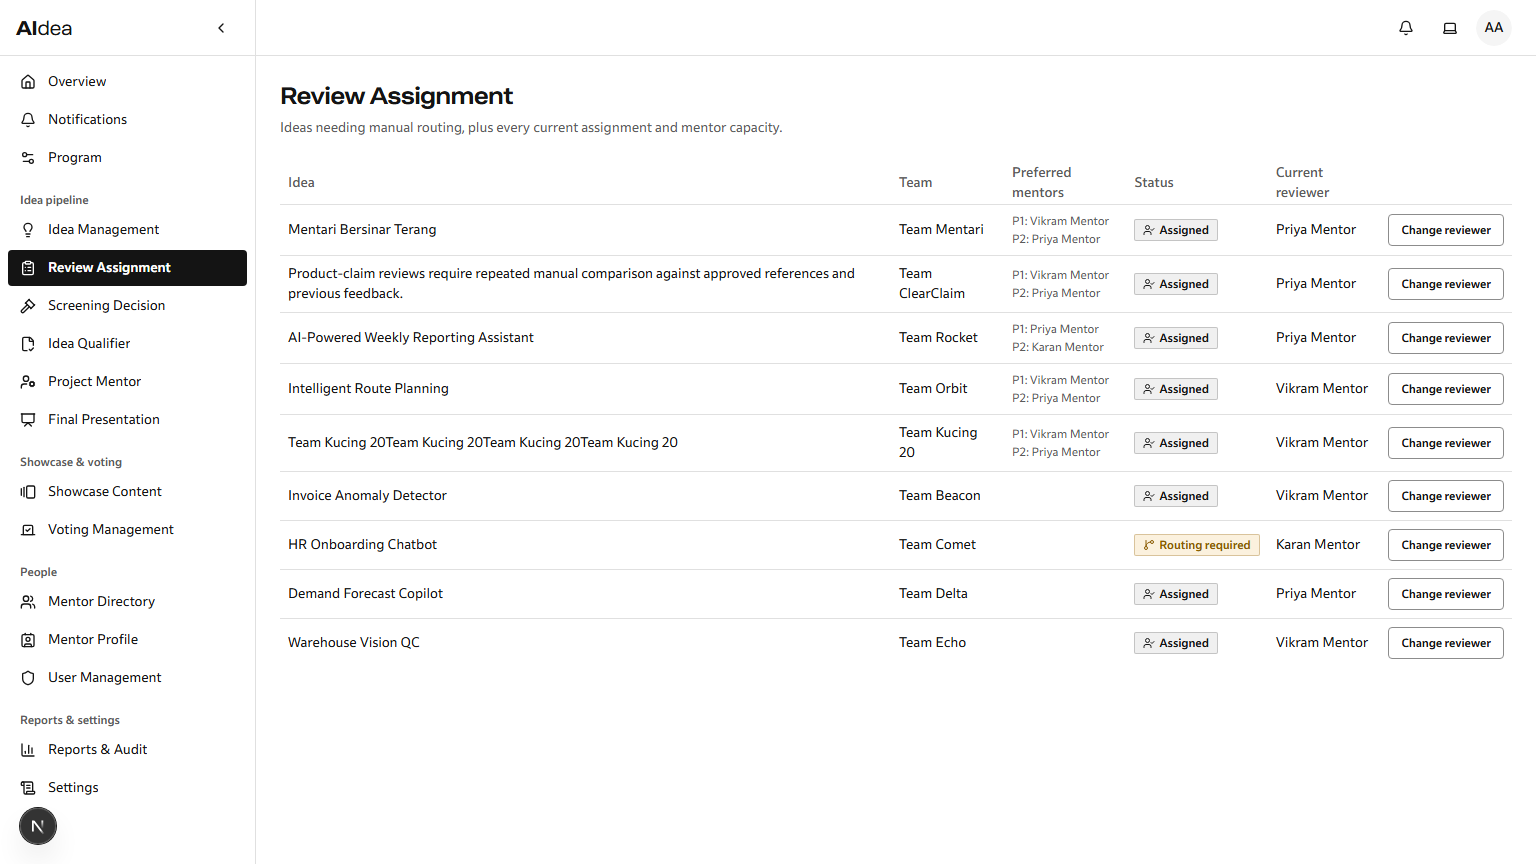 AIdea
AA
Overview
Notifications
Program
Idea pipeline
Idea Management
Review Assignment
Screening Decision
Idea Qualifier
Project Mentor
Final Presentation
Showcase & voting
Showcase Content
Voting Management
People
Mentor Directory
Mentor Profile
User Management
Reports & settings
Reports & Audit
Settings
N
Review Assignment
Ideas needing manual routing, plus every current assignment and mentor capacity.
Idea
Team
Preferred
mentors
Status
Current
reviewer
Mentari Bersinar Terang
Team Mentari
P1: Vikram Mentor
P2: Priya Mentor
Assigned
Priya Mentor
Change reviewer
Product-claim reviews require repeated manual comparison against approved references and
previous feedback.
Team
ClearClaim
P1: Vikram Mentor
P2: Priya Mentor
Assigned
Priya Mentor
Change reviewer
AI-Powered Weekly Reporting Assistant
Team Rocket
P1: Priya Mentor
P2: Karan Mentor
Assigned
Priya Mentor
Change reviewer
Intelligent Route Planning
Team Orbit
P1: Vikram Mentor
P2: Priya Mentor
Assigned
Vikram Mentor
Change reviewer
Team Kucing 20Team Kucing 20Team Kucing 20Team Kucing 20
Team Kucing
20
P1: Vikram Mentor
P2: Priya Mentor
Assigned
Vikram Mentor
Change reviewer
Invoice Anomaly Detector
Team Beacon
Assigned
Vikram Mentor
Change reviewer
HR Onboarding Chatbot
Team Comet
Routing required
Karan Mentor
Change reviewer
Demand Forecast Copilot
Team Delta
Assigned
Priya Mentor
Change reviewer
Warehouse Vision QC
Team Echo
Assigned
Vikram Mentor
Change reviewer